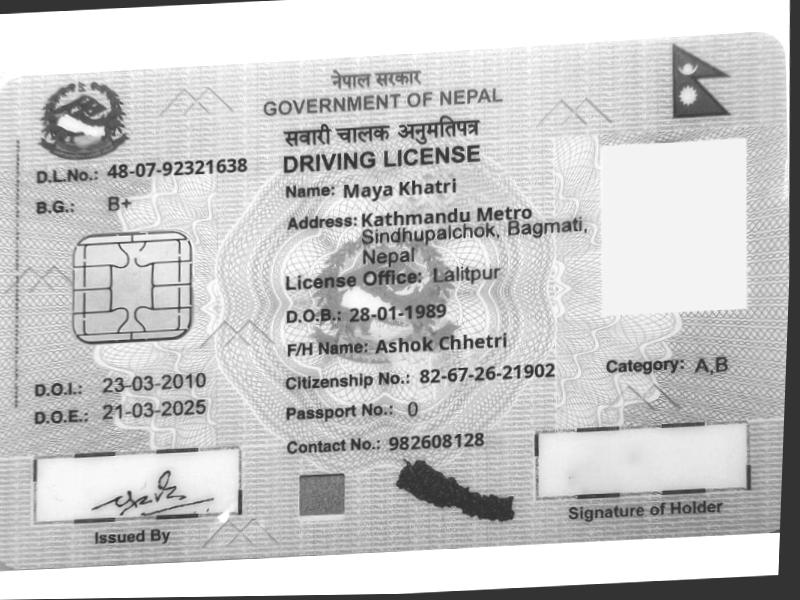 नेपाल सरकार
GOVERNMENT OF NEPAL
सवारी चालक अनुमतिपत्र
DRIVING LICENSE
D.L.No.: 48-07-92321638
B.G.: B+
Name: Maya Khatri
Address: Kathmandu Metro
Sindhupalchok, Bagmati,
Nepal
License Office: Lalitpur
D.O.B.: 28-01-1989
F/H Name: Ashok Chhetri
Citizenship No.: 82-67-26-21902
Category: A,B
D.O.I.: 23-03-2010
D.O.E.: 21-03-2025
Passport No.: 0
Contact No.: 982608128
Issued By
Signature of Holder